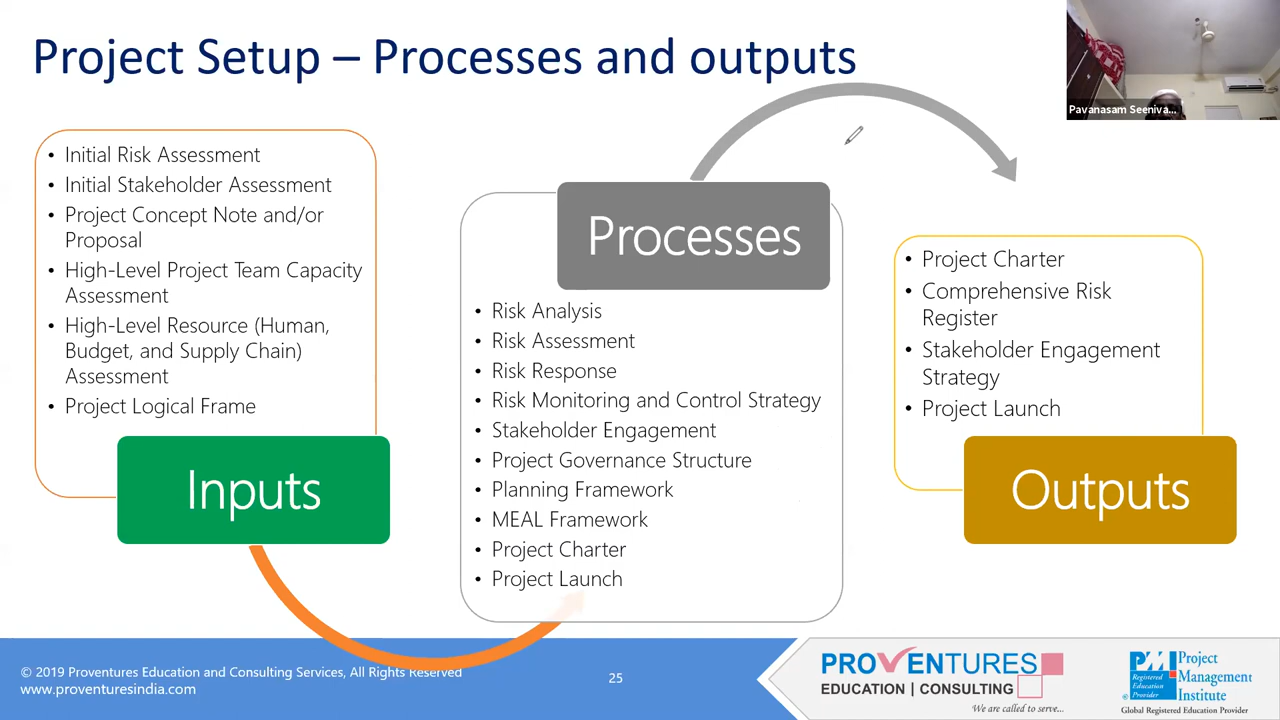 Project Setup – Processes and outputs
Pavanasam Seeniva...
Initial Risk Assessment
Initial Stakeholder Assessment
Project Concept Note and/or
Proposal
High-Level Project Team Capacity
Assessment
High-Level Resource (Human,
Budget, and Supply Chain)
Assessment
Project Logical Frame
Inputs
Processes
Risk Analysis
Risk Assessment
Risk Response
Risk Monitoring and Control Strategy
Stakeholder Engagement
Project Governance Structure
Planning Framework
MEAL Framework
Project Charter
Project Launch
Project Charter
Comprehensive Risk
Register
Stakeholder Engagement
Strategy
Project Launch
Outputs
© 2019 Proventures Education and Consulting Services, All Rights Reserved
www.proventuresindia.com
25
PROVENTURES
EDUCATION | CONSULTING
We are called to serve...
PMI
Registered
Education
Provider
®
Project
Management
Institute
Global Registered Education Provider